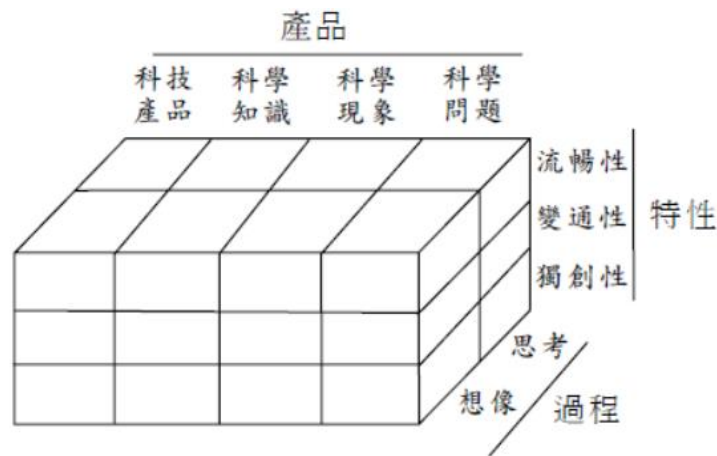 產品
科技 科學 科學 科學
產品 知識 現象 問題
流暢性
變通性
特性
獨創性
思考
想像
過程